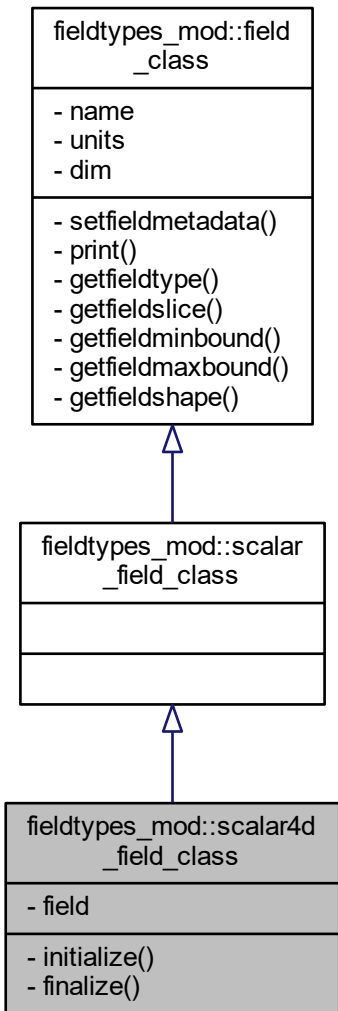 fieldtypes_mod::field
_class
- name
- units
- dim
- setfieldmetadata()
- print()
- getfieldtype()
- getfieldslice()
- getfieldminbound()
- getfieldmaxbound()
- getfieldshape()
fieldtypes_mod::scalar
_field_class
fieldtypes_mod::scalar4d
_field_class
- field
- initialize()
- finalize()